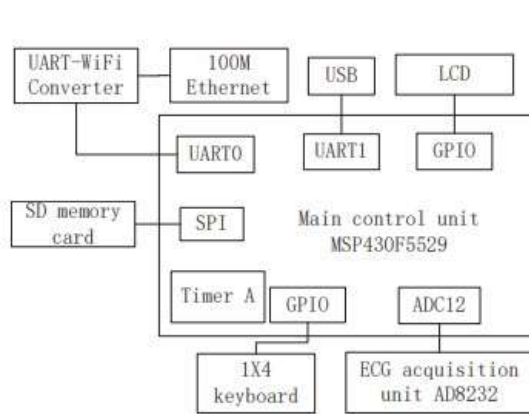 UART-WiFi
Converter
100M
Ethernet
USB
LCD
UART0
UART1
GPIO
SD memory
card
SPI
Main control unit
MSP430F5529
Timer A
GPIO
ADC12
1X4
keyboard
ECG acquisition
unit AD8232